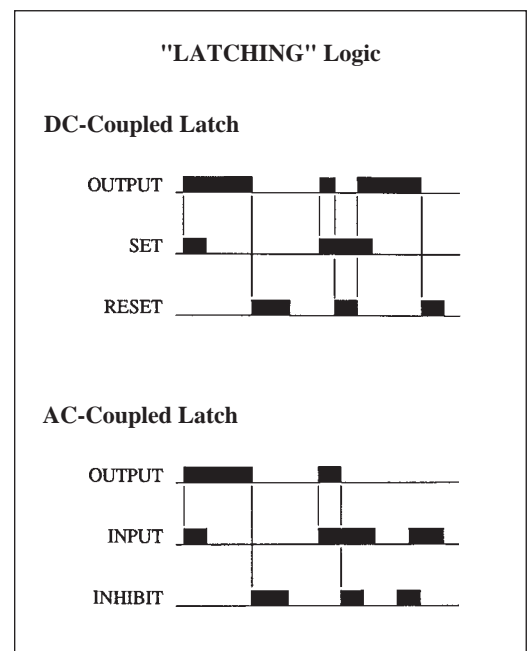 "LATCHING" Logic
DC-Coupled Latch
OUTPUT
SET
RESET
AC-Coupled Latch
OUTPUT
INPUT
INHIBIT